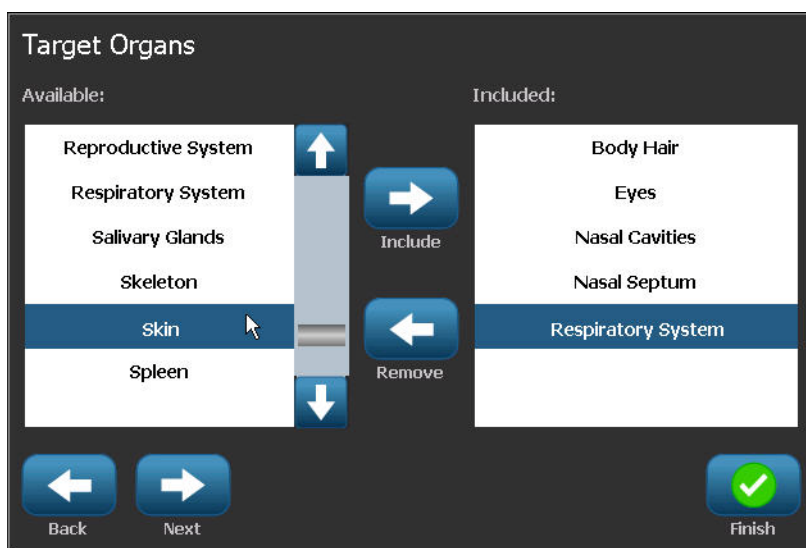 Target Organs
Available:
Included:
Reproductive System
Respiratory System
Salivary Glands
Skeleton
Skin
Spleen
Include
Remove
Body Hair
Eyes
Nasal Cavities
Nasal Septum
Respiratory System
Back
Next
Finish